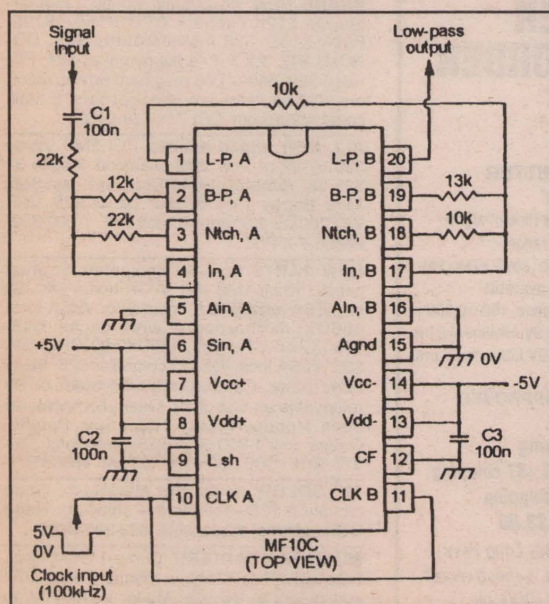 Signal
input
Low-pass
output
10k
C1
100n
22k
12k
22k
13k
10k
1 L-P, A
2 B-P, A
3 Ntch, A
4 In, A
5 Ain, A
6 Sin, A
7 Vcc+
8 Vdd+
9 L sh
10 CLK A
L-P, B 20
B-P, B 19
Ntch, B 18
In, B 17
AIn, B 16
Agnd 15
Vcc- 14
Vdd- 13
CF 12
CLK B 11
+5V
0V
-5V
C2
100n
C3
100n
5V
0V
Clock input
(100kHz)
MF10C
(TOP VIEW)